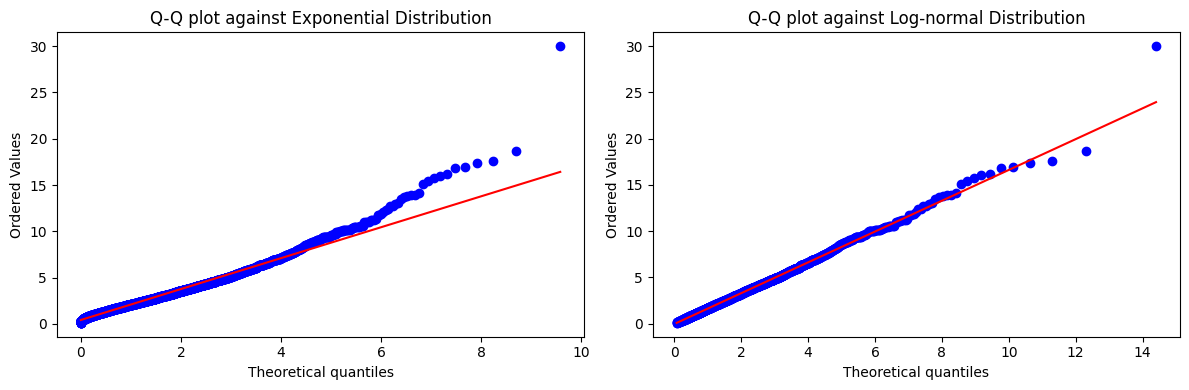 Q-Q plot against Exponential Distribution
30
25
20
15
10
5
0
Ordered Values
0 2 4 6 8 10
Theoretical quantiles
Q-Q plot against Log-normal Distribution
30
25
20
15
10
5
0
Ordered Values
0 2 4 6 8 10 12 14
Theoretical quantiles